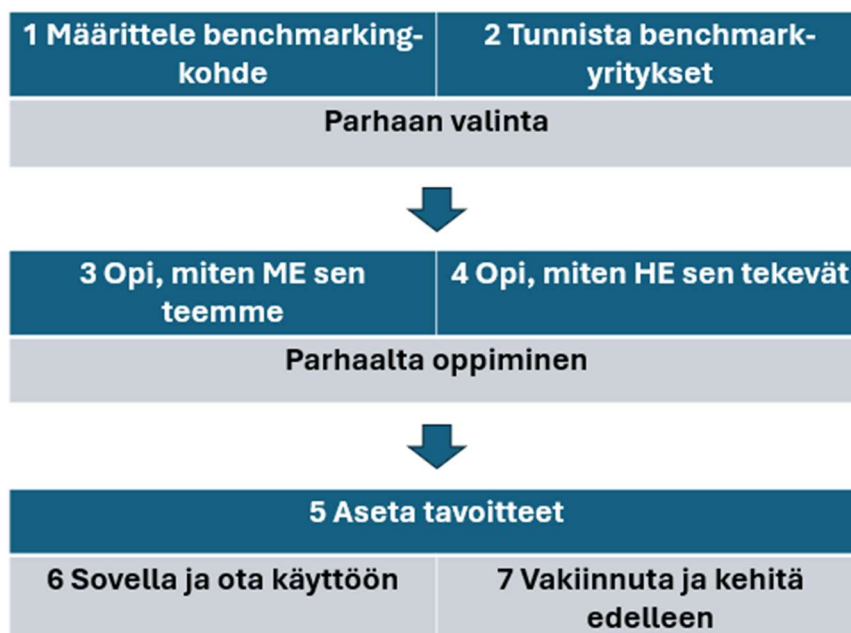 1 Määrittele benchmarking-
kohde
2 Tunnista benchmark-
yritykset
Parhaan valinta
3 Opi, miten ME sen
teemme
4 Opi, miten HE sen tekevät
Parhaalta oppiminen
5 Aseta tavoitteet
6 Sovella ja ota käyttöön
7 Vakiinnuta ja kehitä
edelleen